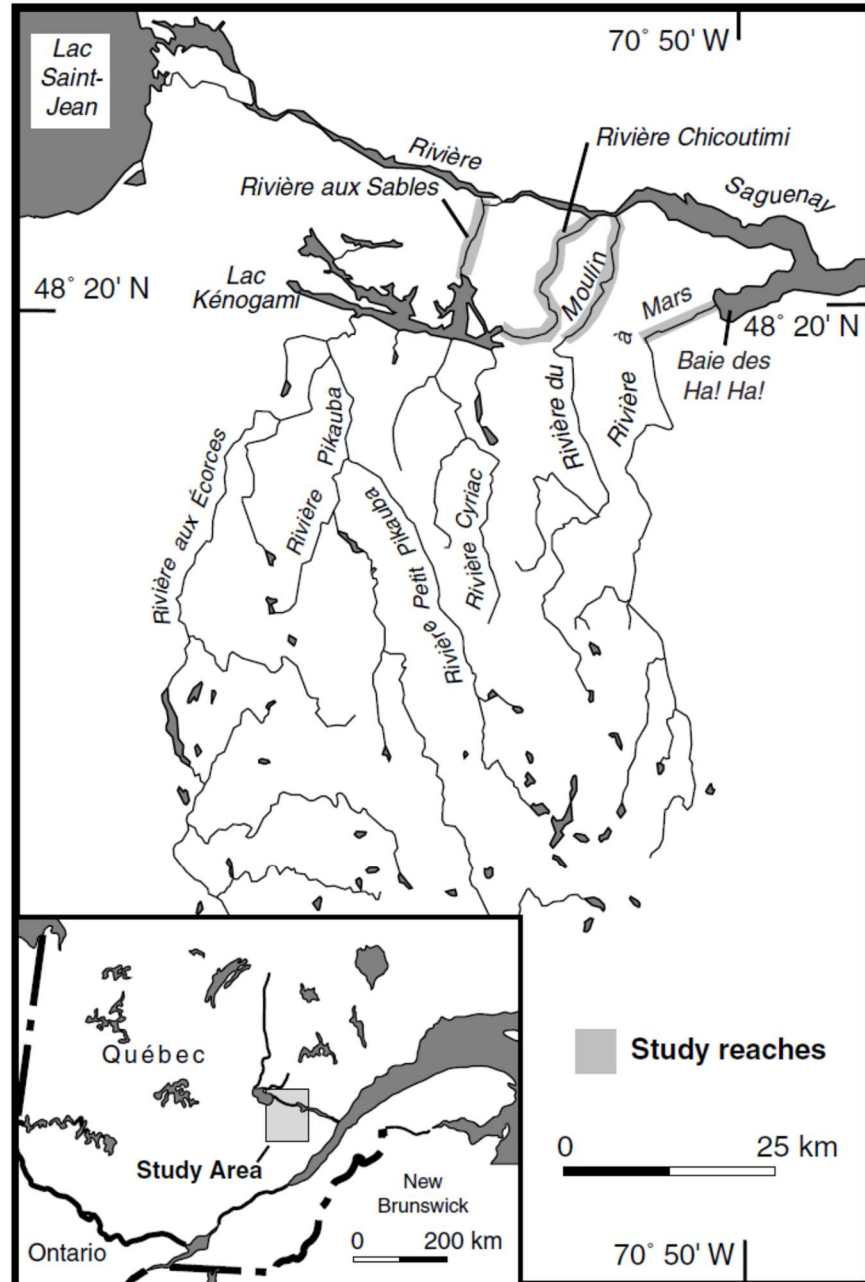 70° 50' W
Lac
Saint-
Jean
Rivière
Rivière Chicoutimi
Rivière aux Sables
Saguenay
Lac
Kénogami
48° 20' N
Moulin
Rivière du
Rivière à Mars
48° 20' N
Baie des
Ha! Ha!
Rivière aux Écorces
Rivière Pikauba
Rivière Petit Pikauba
Rivière Cyriac
Québec
Study Area
New
Brunswick
Ontario
0 200 km
Study reaches
0 25 km
70° 50' W